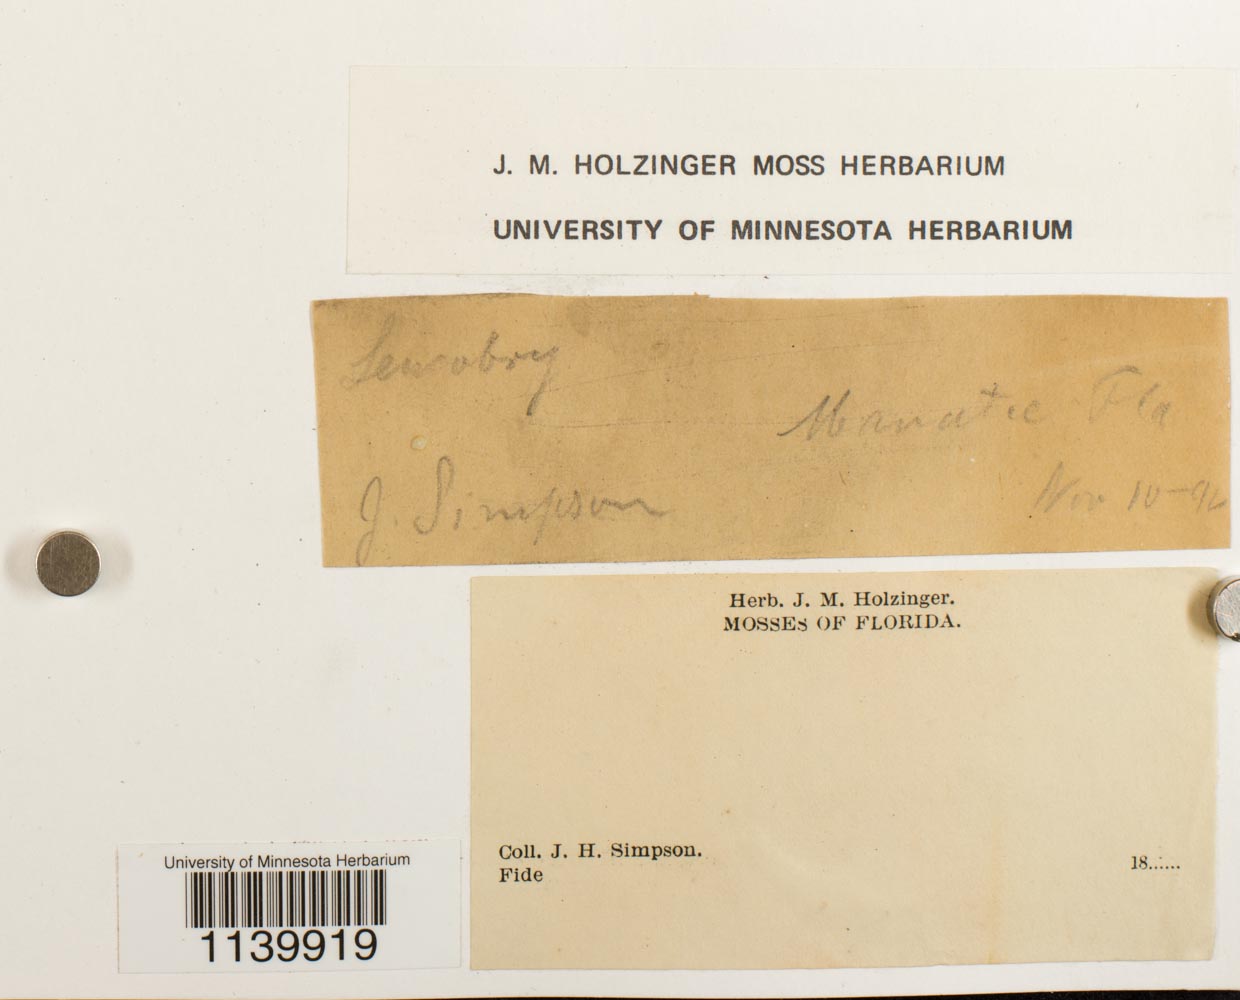 J. M. HOLZINGER MOSS HERBARIUM
UNIVERSITY OF MINNESOTA HERBARIUM
Leucobry
Manatee Fla
J. Simpson
Nov 10-92
Herb. J. M. Holzinger.
MOSSES OF FLORIDA.
Coll. J. H. Simpson.
Fide
18......
University of Minnesota Herbarium
1139919